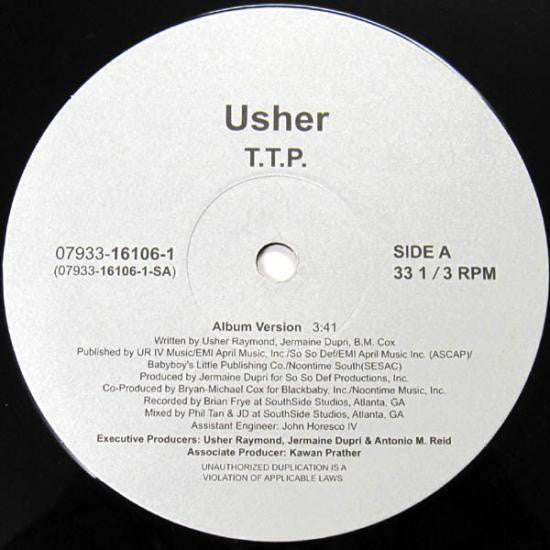 Usher
T.T.P.
07933-16106-1
(07933-16106-1-SA)
SIDE A
33 1/3 RPM
Album Version 3:41
Written by Usher Raymond, Jermaine Dupri, B.M. Cox
Published by UR IV Music/EMI April Music, Inc./So So Def/EMI April Music Inc. (ASCAP)/
Babyboy's Little Publishing Co./Noontime South(SESAC)
Produced by Jermaine Dupri for So So Def Productions, Inc.
Co-Produced by Bryan-Michael Cox for Blackbaby, Inc./Noontime Music, Inc.
Recorded by Brian Frye at SouthSide Studios, Atlanta, GA
Mixed by Phil Tan & JD at SouthSide Studios, Atlanta, GA
Assistant Engineer: John Horesco IV
Executive Producers: Usher Raymond, Jermaine Dupri & Antonio M. Reid
Associate Producer: Kawan Prather
UNAUTHORIZED DUPLICATION IS A
VIOLATION OF APPLICABLE LAWS